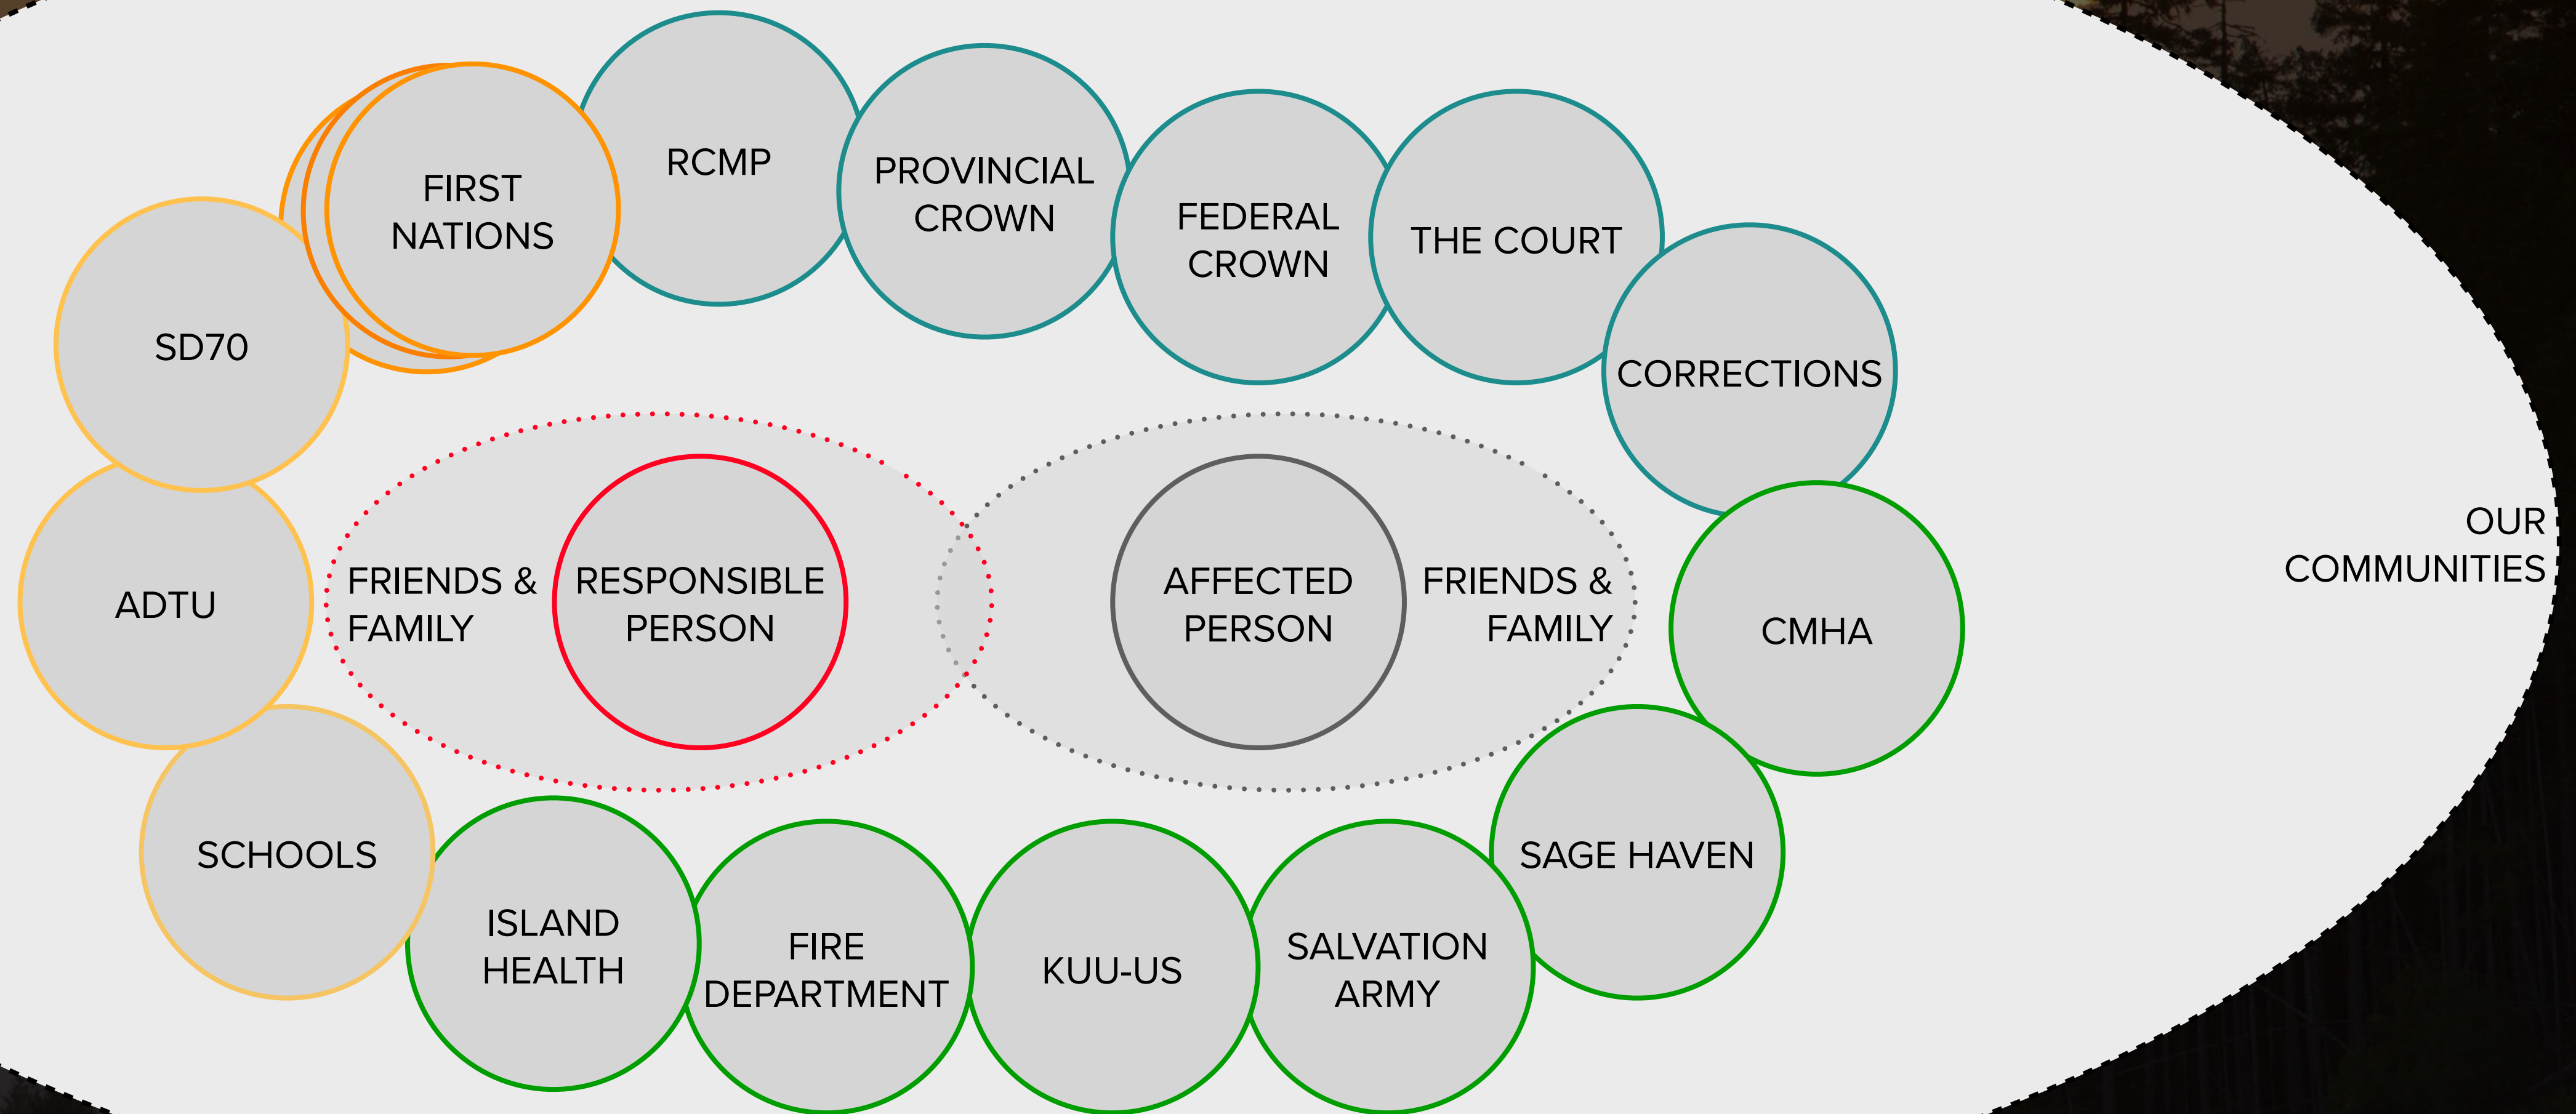 FIRST
NATIONS
RCMP
PROVINCIAL
CROWN
FEDERAL
CROWN
THE COURT
CORRECTIONS
SD70
ADTU
FRIENDS &
FAMILY
RESPONSIBLE
PERSON
AFFECTED
PERSON
FRIENDS &
FAMILY
CMHA
OUR
COMMUNITIES
SCHOOLS
ISLAND
HEALTH
FIRE
DEPARTMENT
KUU-US
SALVATION
ARMY
SAGE HAVEN